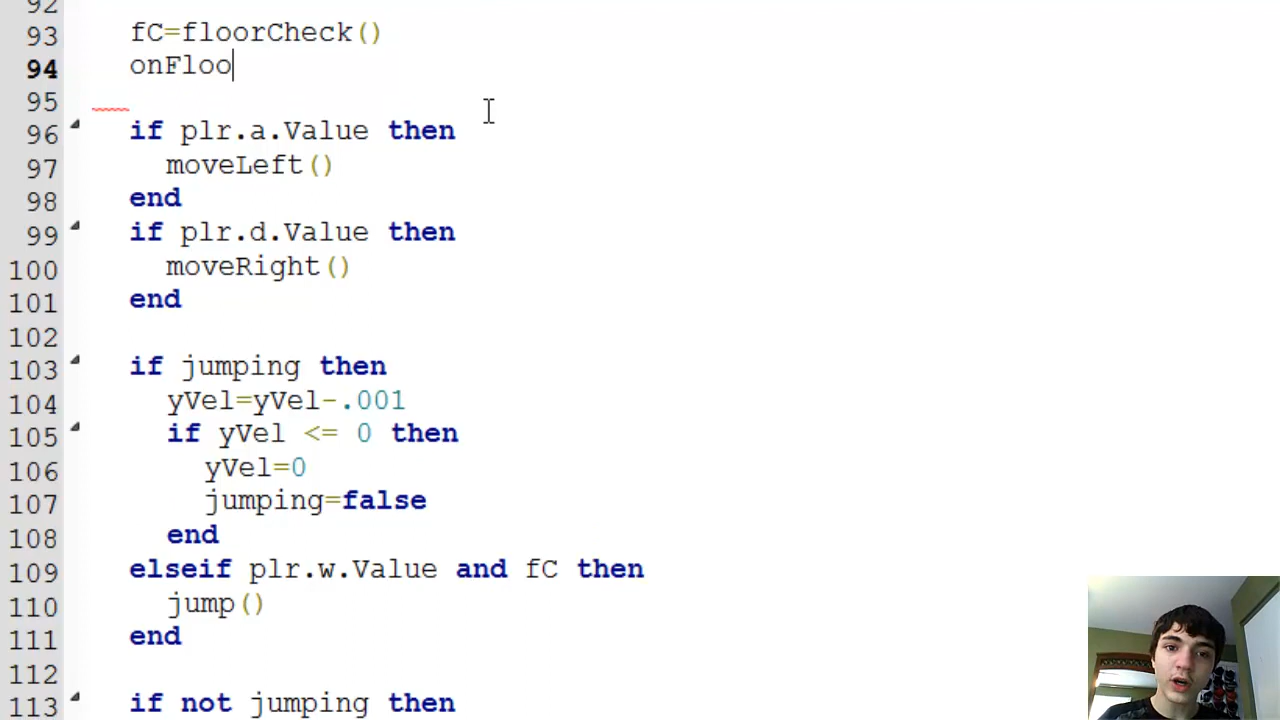 92
93 fC=floorCheck()
94 onFloo
95
96 if plr.a.Value then
97 moveLeft()
98 end
99 if plr.d.Value then
100 moveRight()
101 end
102
103 if jumping then
104 yVel=yVel-.001
105 if yVel <= 0 then
106 yVel=0
107 jumping=false
108 end
109 elseif plr.w.Value and fC then
110 jump()
111 end
112
113 if not jumping then